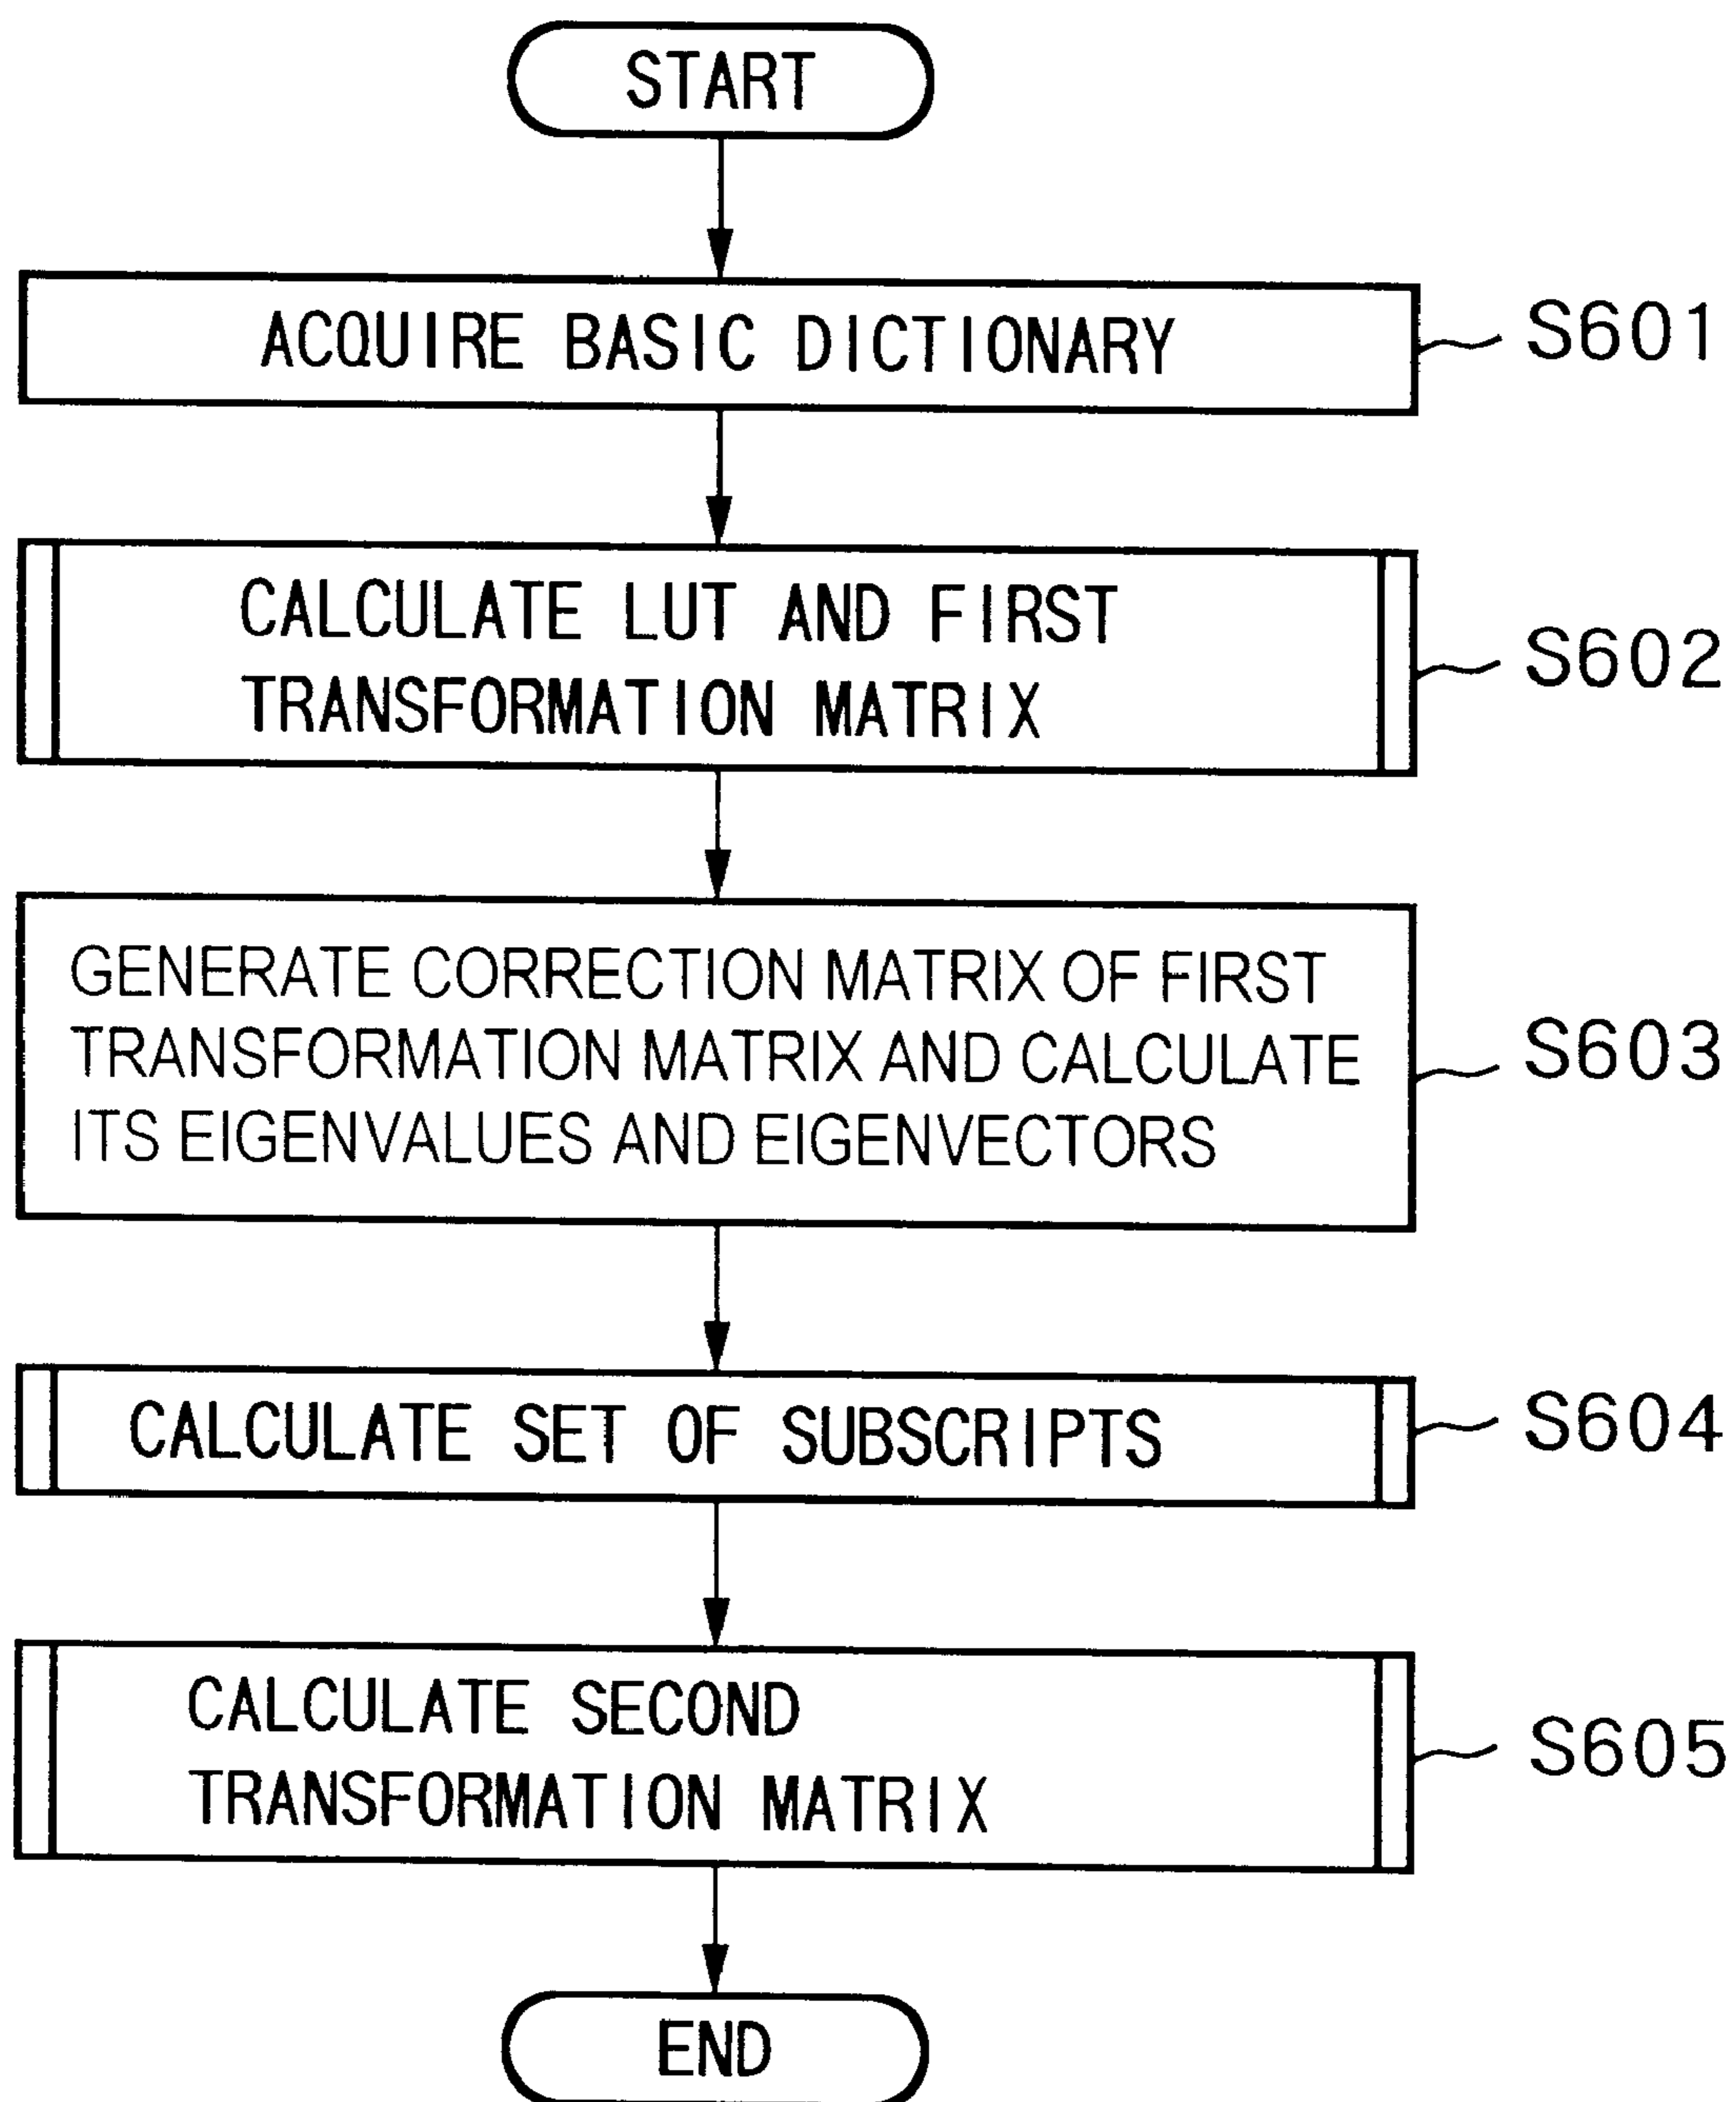 START
ACQUIRE BASIC DICTIONARY
S601
CALCULATE LUT AND FIRST
TRANSFORMATION MATRIX
S602
GENERATE CORRECTION MATRIX OF FIRST
TRANSFORMATION MATRIX AND CALCULATE
ITS EIGENVALUES AND EIGENVECTORS
S603
CALCULATE SET OF SUBSCRIPTS
S604
CALCULATE SECOND
TRANSFORMATION MATRIX
S605
END